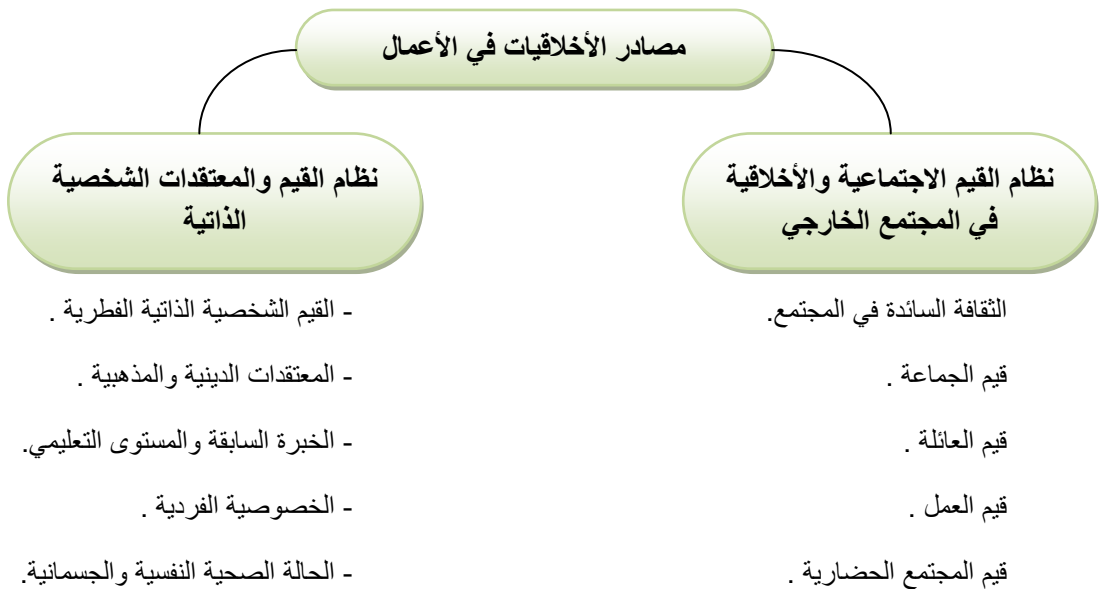 مصادر الأخلاقيات في الأعمال
نظام القيم الاجتماعية والأخلاقية
في المجتمع الخارجي
الثقافة السائدة في المجتمع.
قيم الجماعة .
قيم العائلة .
قيم العمل .
قيم المجتمع الحضارية .
نظام القيم والمعتقدات الشخصية
الذاتية
- القيم الشخصية الذاتية الفطرية .
- المعتقدات الدينية والمذهبية .
- الخبرة السابقة والمستوى التعليمي.
- الخصوصية الفردية .
- الحالة الصحية النفسية والجسمانية.